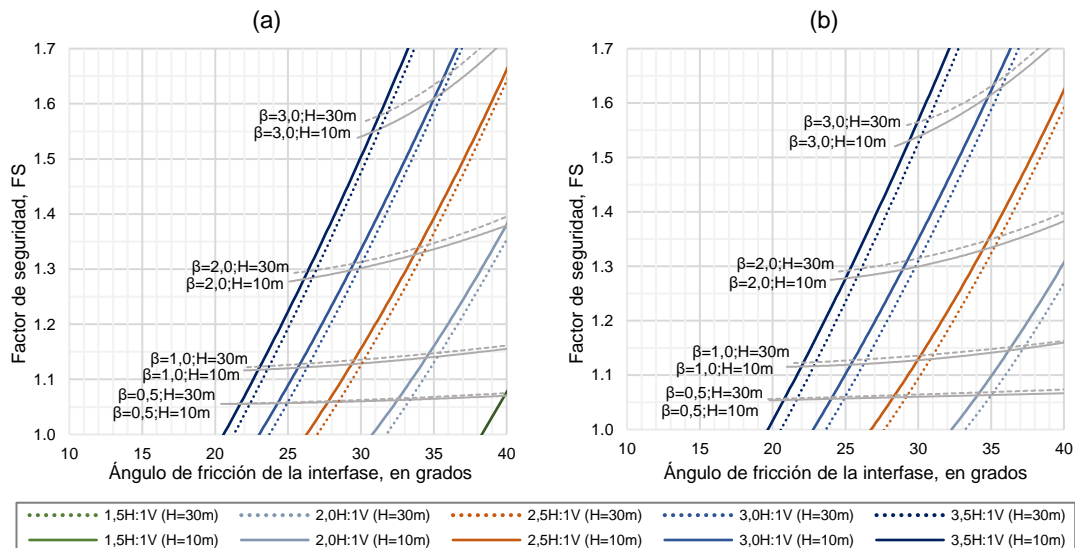 (a)
Factor de seguridad, FS
1.7
1.6
1.5
1.4
1.3
1.2
1.1
1.0
β=3,0;H=30m
β=3,0;H=10m
β=2,0;H=30m
β=2,0;H=10m
β=1,0;H=30m
β=1,0;H=10m
β=0,5;H=30m
β=0,5;H=10m
10 15 20 25 30 35 40
Ángulo de fricción de la interfase, en grados
(b)
Factor de seguridad, FS
1.7
1.6
1.5
1.4
1.3
1.2
1.1
1.0
β=3,0;H=30m
β=3,0;H=10m
β=2,0;H=30m
β=2,0;H=10m
β=1,0;H=30m
β=1,0;H=10m
β=0,5;H=30m
β=0,5;H=10m
10 15 20 25 30 35 40
Ángulo de fricción de la interfase, en grados
1,5H:1V (H=30m) 2,0H:1V (H=30m) 2,5H:1V (H=30m) 3,0H:1V (H=30m) 3,5H:1V (H=30m)
1,5H:1V (H=10m) 2,0H:1V (H=10m) 2,5H:1V (H=10m) 3,0H:1V (H=10m) 3,5H:1V (H=10m)